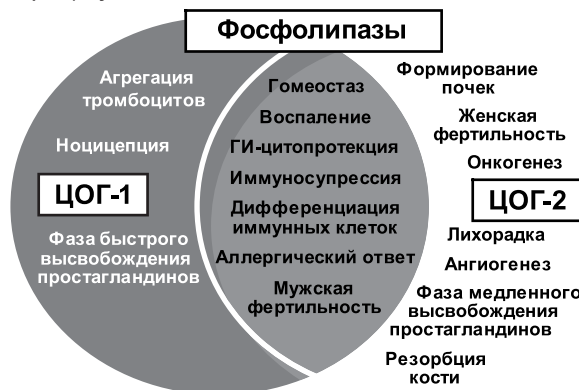 Фосфолипазы
Агрегация
тромбоцитов
Ноцицепция
ЦОГ-1
Фаза быстрого
высвобождения
простагландинов
Гомеостаз
Воспаление
ГИ-цитопротекция
Иммуносупрессия
Дифференциация
иммунных клеток
Аллергический ответ
Мужская
фертильность
Формирование
почек
Женская
фертильность
Онкогенез
ЦОГ-2
Лихорадка
Ангиогенез
Фаза медленного
высвобождения
простагландинов
Резорбция
кости